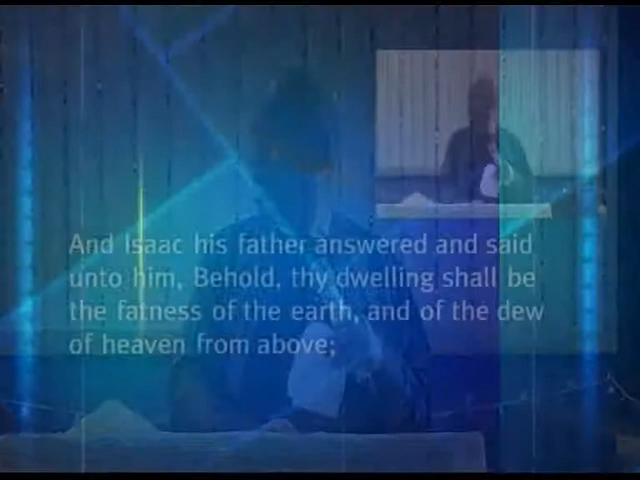 And Isaac his father answered and said
unto him, Behold, thy dwelling shall be
the fatness of the earth, and of the dew
of heaven from above;